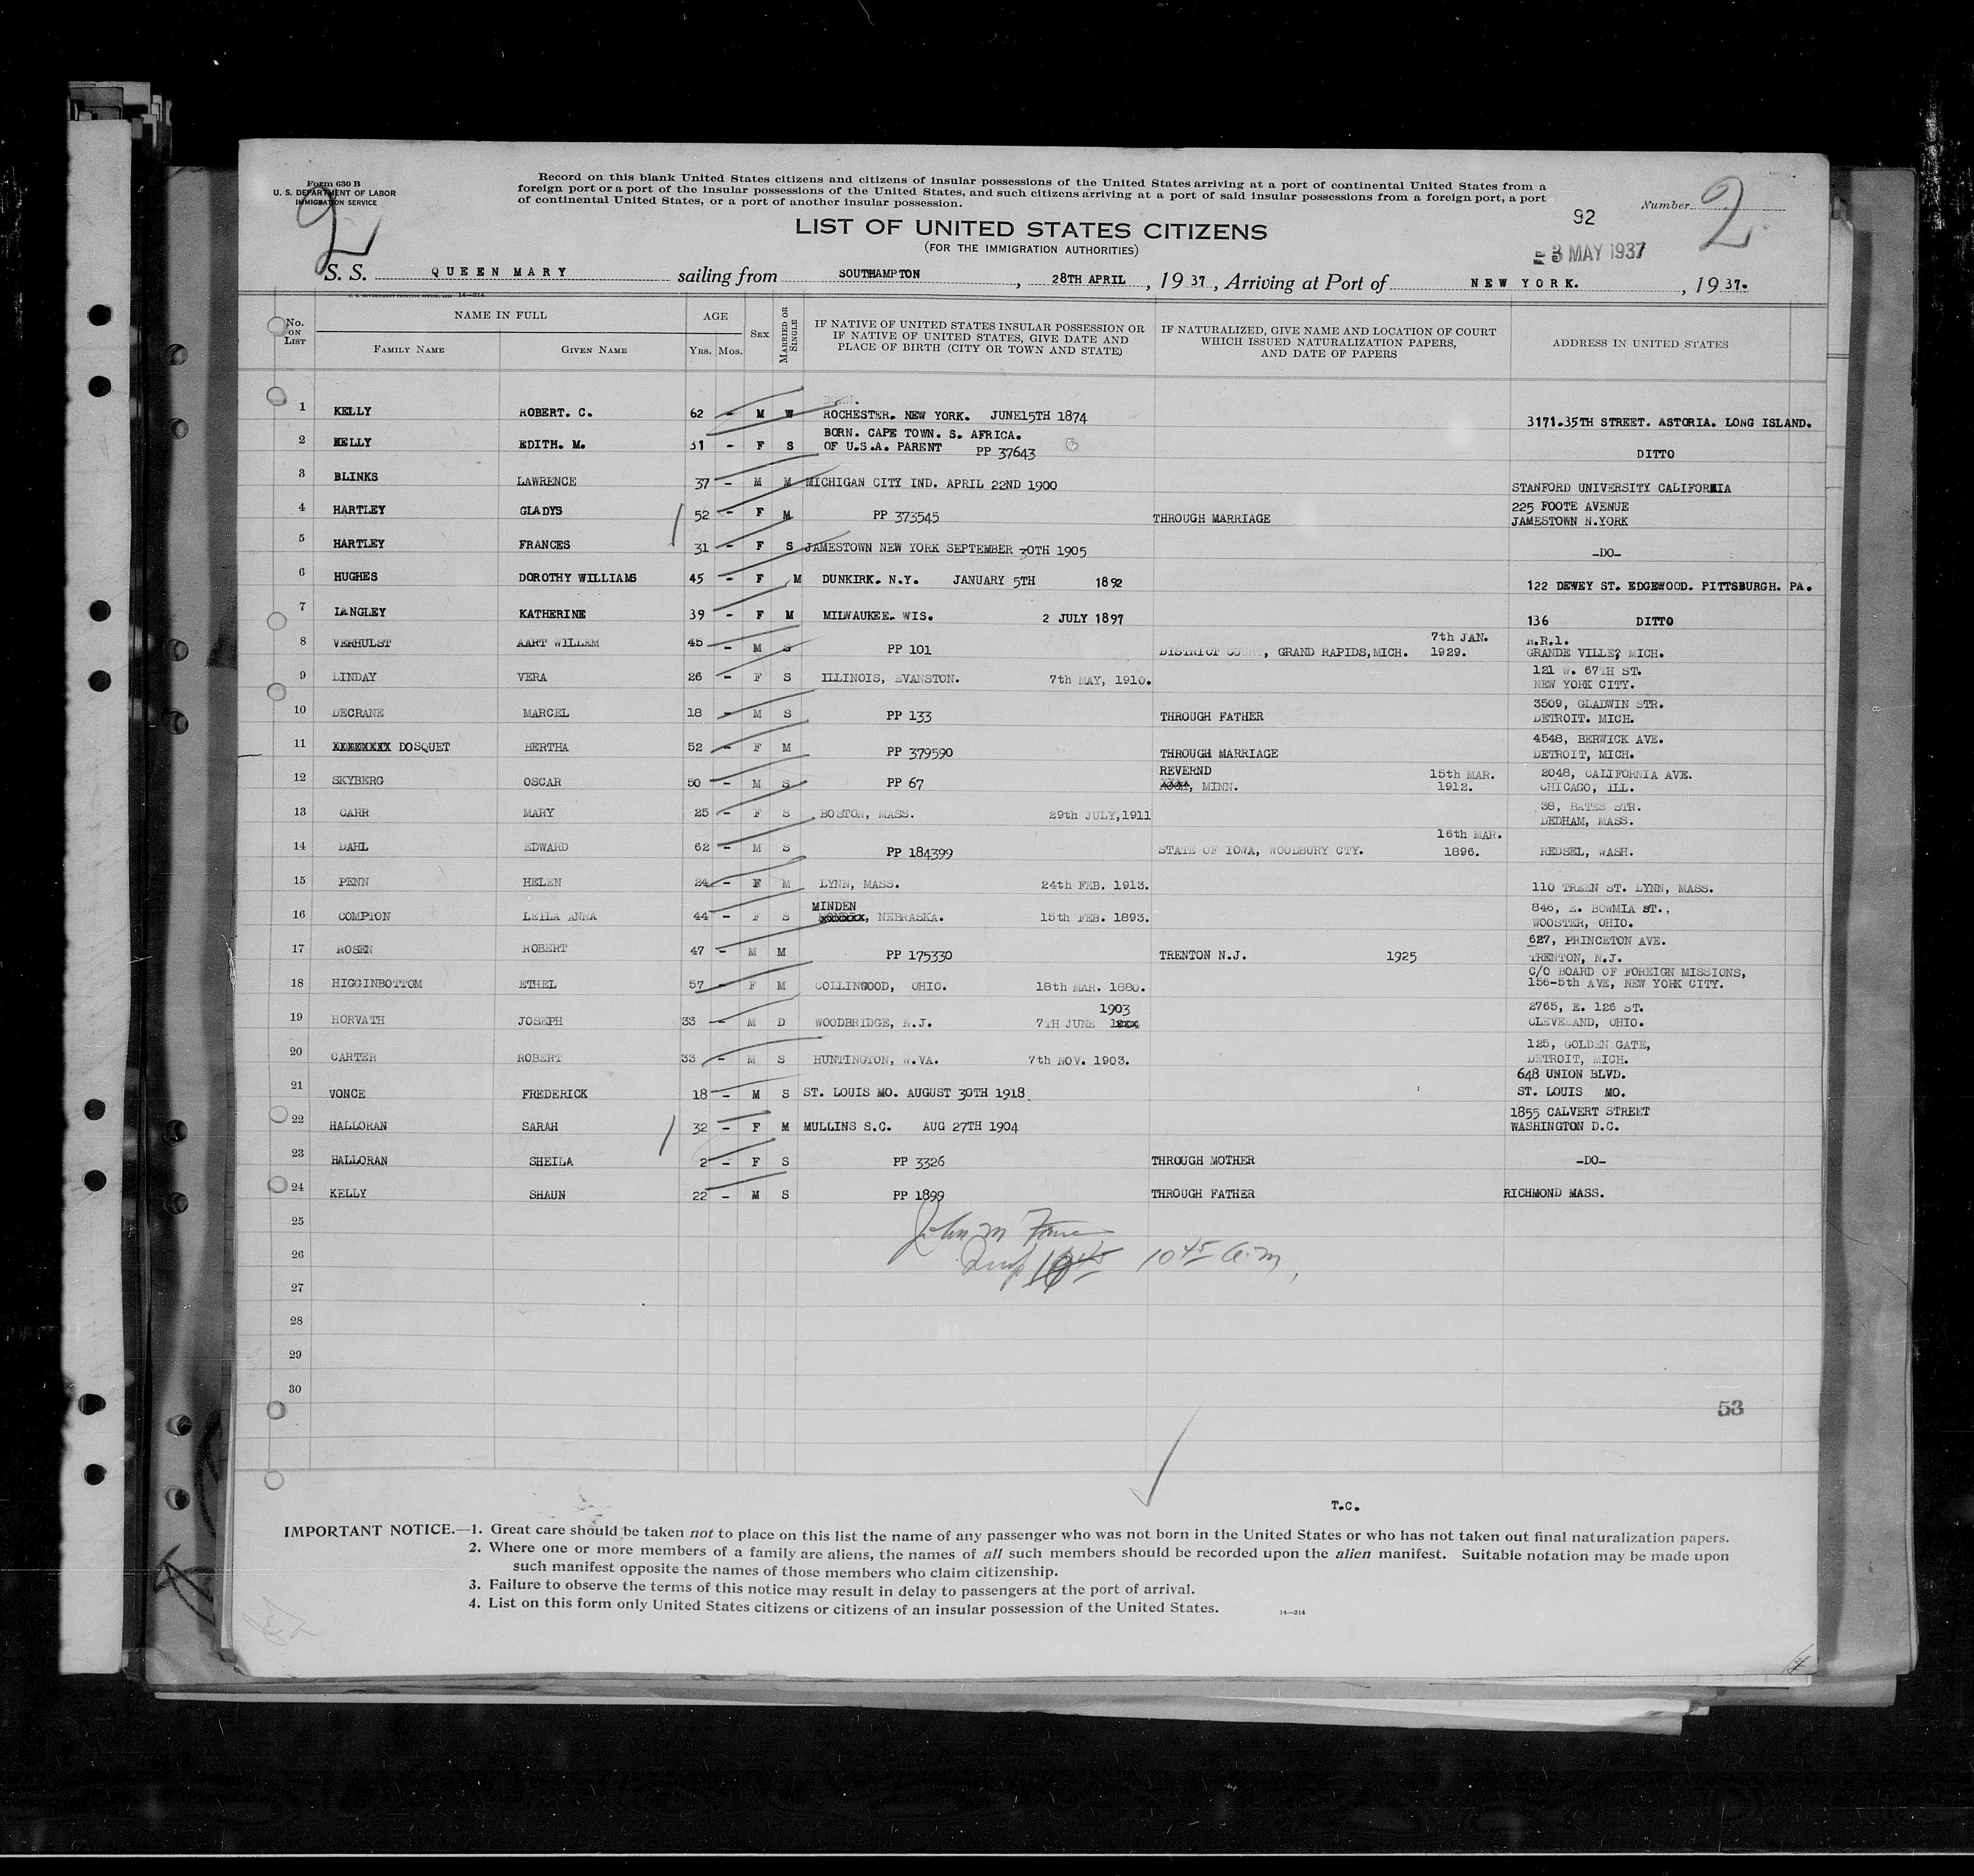 Form 630 B
U. S. DEPARTMENT OF LABOR
IMMIGRATION SERVICE
2
Record on this blank United States citizens and citizens of insular possessions of the United States arriving at a port of continental United States from a
foreign port or a port of the insular possessions of the United States, and such citizens arriving at a port of said insular possessions from a foreign port, a port
of continental United States, or a port of another insular possession.
Number 2
92
LIST OF UNITED STATES CITIZENS
(FOR THE IMMIGRATION AUTHORITIES)
3 MAY 1937
S. S. QUEEN MARY sailing from SOUTHAMPTON, 28TH APRIL, 19 37, Arriving at Port of NEW YORK., 19 37.
14—214
No. ON LIST NAME IN FULL AGE SEX MARRIED OR SINGLE IF NATIVE OF UNITED STATES INSULAR POSSESSION OR IF NATIVE OF UNITED STATES, GIVE DATE AND PLACE OF BIRTH (CITY OR TOWN AND STATE) IF NATURALIZED, GIVE NAME AND LOCATION OF COURT WHICH ISSUED NATURALIZATION PAPERS, AND DATE OF PAPERS ADDRESS IN UNITED STATES
FAMILY NAME GIVEN NAME YRS. MOS.
1 KELLY ROBERT. C. 62 - M W ROCHESTER. NEW YORK. JUNE15TH 1874 3171.35TH STREET. ASTORIA. LONG ISLAND.
2 KELLY EDITH. M. 31 - F S BORN. CAPE TOWN. S. AFRICA. OF U.S.A. PARENT PP 37643 DITTO
3 BLINKS LAWRENCE 37 - M M MICHIGAN CITY IND. APRIL 22ND 1900 STANFORD UNIVERSITY CALIFORNIA
4 HARTLEY GLADYS 52 - F M PP 373545 THROUGH MARRIAGE 225 FOOTE AVENUE JAMESTOWN N.YORK
5 HARTLEY FRANCES 31 - F S JAMESTOWN NEW YORK SEPTEMBER 30TH 1905 -DO-
6 HUGHES DOROTHY WILLIAMS 45 - F M DUNKIRK. N.Y. JANUARY 5TH 1892 122 DEWEY ST. EDGEWOOD. PITTSBURGH. PA.
7 LANGLEY KATHERINE 39 - F M MILWAUKEE. WIS. 2 JULY 1897 136 DITTO
8 VERHULST AART WILLEM 45 - M S PP 101 DISTRICT COURT, GRAND RAPIDS, MICH. 7th JAN. 1929. R.R.1. GRANDE VILLE? MICH.
9 LINDAY VERA 26 - F S ILLINOIS, EVANSTON. 7th MAY, 1910. 121 W. 67TH ST. NEW YORK CITY.
10 DECRANE MARCEL 18 - M S PP 133 THROUGH FATHER 3509, GLADWIN STR. DETROIT. MICH.
11 XXXXXXXX DOSQUET BERTHA 52 - F M PP 379590 THROUGH MARRIAGE 4548, BERWICK AVE. DETROIT, MICH.
12 SKYBERG OSCAR 50 - M S PP 67 REVERND, MINN. 15th MAR. 1912. 2048, CALIFORNIA AVE. CHICAGO, ILL.
13 CARR MARY 25 - F S BOSTON, MASS. 29th JULY,1911 38, BATES STR. DEDHAM, MASS.
14 DAHL EDWARD 62 - M S PP 184399 STATE OF IOWA, WOODBURY CTY. 16th MAR. 1896. REDSEL, WASH.
15 PENN HELEN 24 - F M LYNN, MASS. 24th FEB. 1913. 110 TREEN ST. LYNN, MASS.
16 COMPTON LEILA ANNA 44 - F S MINDEN, NEBRASKA. 15th FEB. 1893. 846, E. BOWMIA ST., WOOSTER, OHIO.
17 ROSEN ROBERT 47 - M M PP 175330 TRENTON N.J. 1925 627, PRINCETON AVE. TRENTON, N.J.
18 HIGGINBOTTOM ETHEL 57 - F M COLLINGOOD, OHIO. 18th MAR. 1880. C/O BOARD OF FOREIGN MISSIONS, 156-5th AVE, NEW YORK CITY.
19 HORVATH JOSEPH 33 - M D WOODBRIDGE, N.J. 7TH JUNE 1903 2765, E. 126 ST. CLEVELAND, OHIO.
20 CARTER ROBERT 33 - M S HUNTINGTON, W.VA. 7th NOV. 1903. 125, GOLDEN GATE, DETROIT, MICH.
21 VONCE FREDERICK 18 - M S ST. LOUIS MO. AUGUST 30TH 1918 648 UNION BLVD. ST. LOUIS MO.
22 HALLORAN SARAH 32 - F M MULLINS S.C. AUG 27TH 1904 1855 CALVERT STREET WASHINGTON D.C.
23 HALLORAN SHEILA 2 - F S PP 3326 THROUGH MOTHER -DO-
24 KELLY SHAUN 22 - M S PP 1899 THROUGH FATHER RICHMOND MASS.
25 John M
26 10 45 a.m.
27
28
29
30
53
T.C.
IMPORTANT NOTICE.—1. Great care should be taken not to place on this list the name of any passenger who was not born in the United States or who has not taken out final naturalization papers.
2. Where one or more members of a family are aliens, the names of all such members should be recorded upon the alien manifest. Suitable notation may be made upon
such manifest opposite the names of those members who claim citizenship.
3. Failure to observe the terms of this notice may result in delay to passengers at the port of arrival.
4. List on this form only United States citizens or citizens of an insular possession of the United States.
14—214